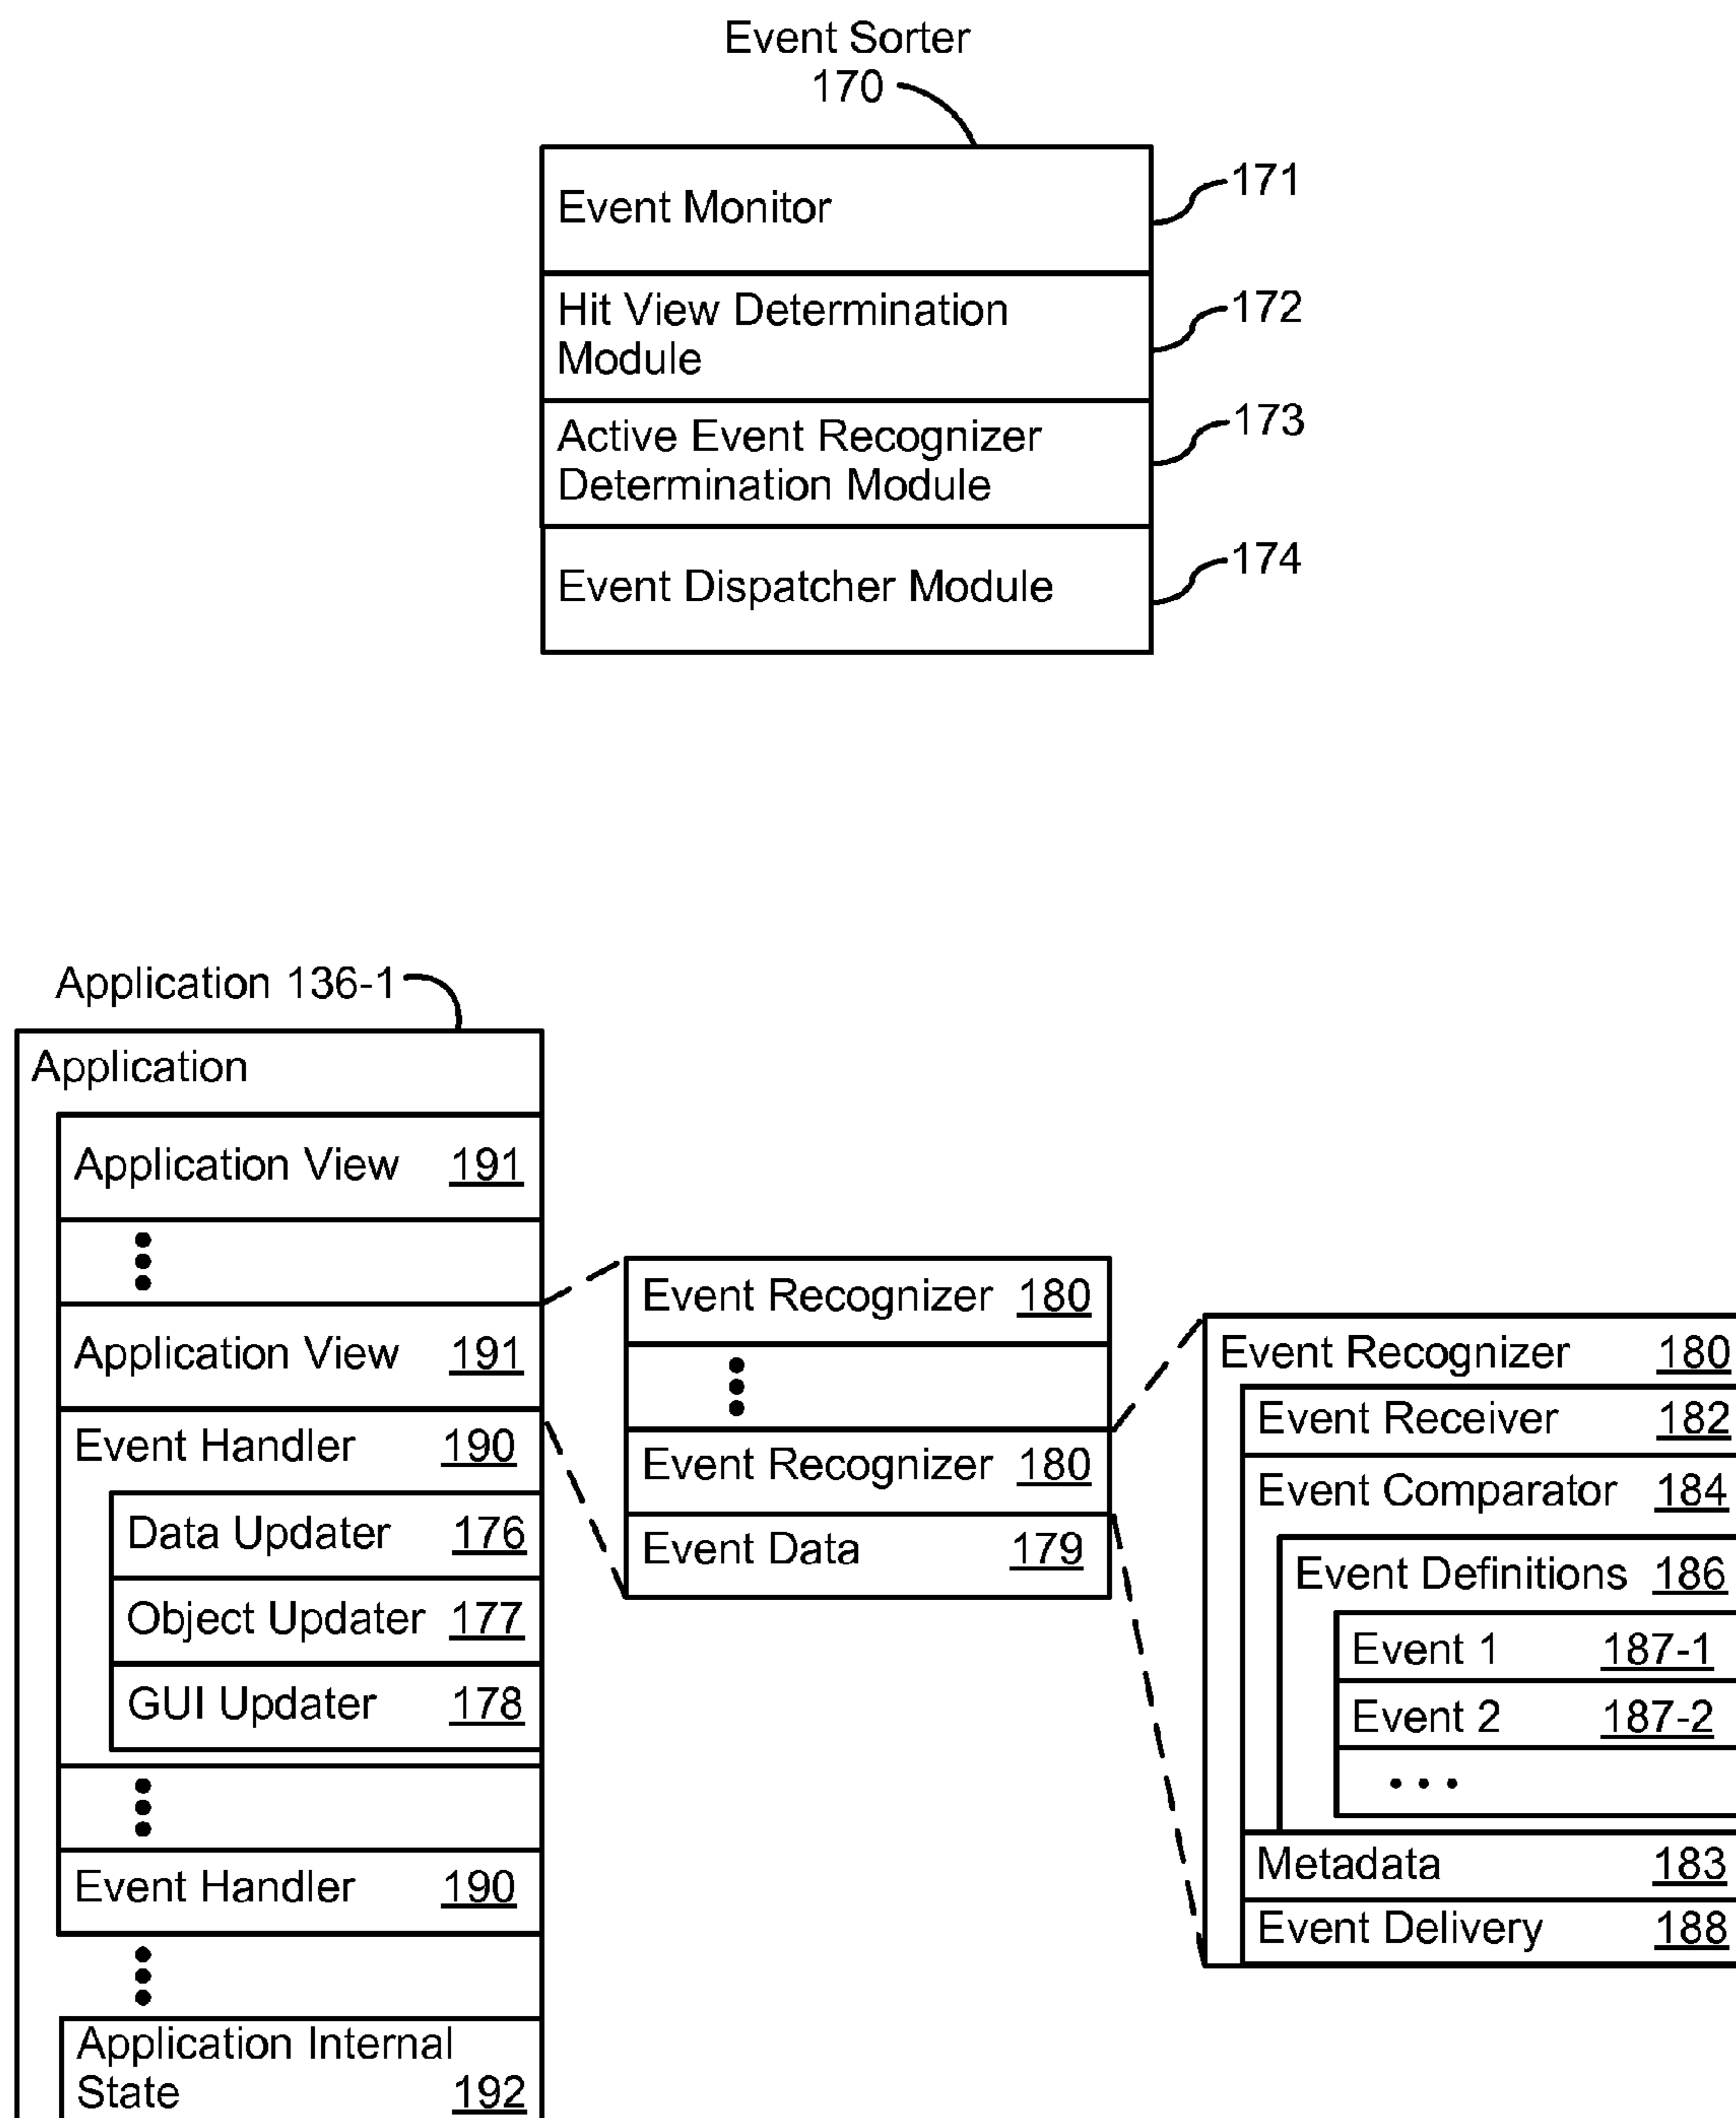 Event Sorter
170
Event Monitor
171
Hit View Determination
Module
172
Active Event Recognizer
Determination Module
173
Event Dispatcher Module
174
Application 136-1
Application
Application View 191
Application View 191
Event Handler 190
Data Updater 176
Object Updater 177
GUI Updater 178
Event Handler 190
Application Internal
State 192
Event Recognizer 180
Event Recognizer 180
Event Data 179
Event Recognizer 180
Event Receiver 182
Event Comparator 184
Event Definitions 186
Event 1 187-1
Event 2 187-2
• • •
Metadata 183
Event Delivery 188